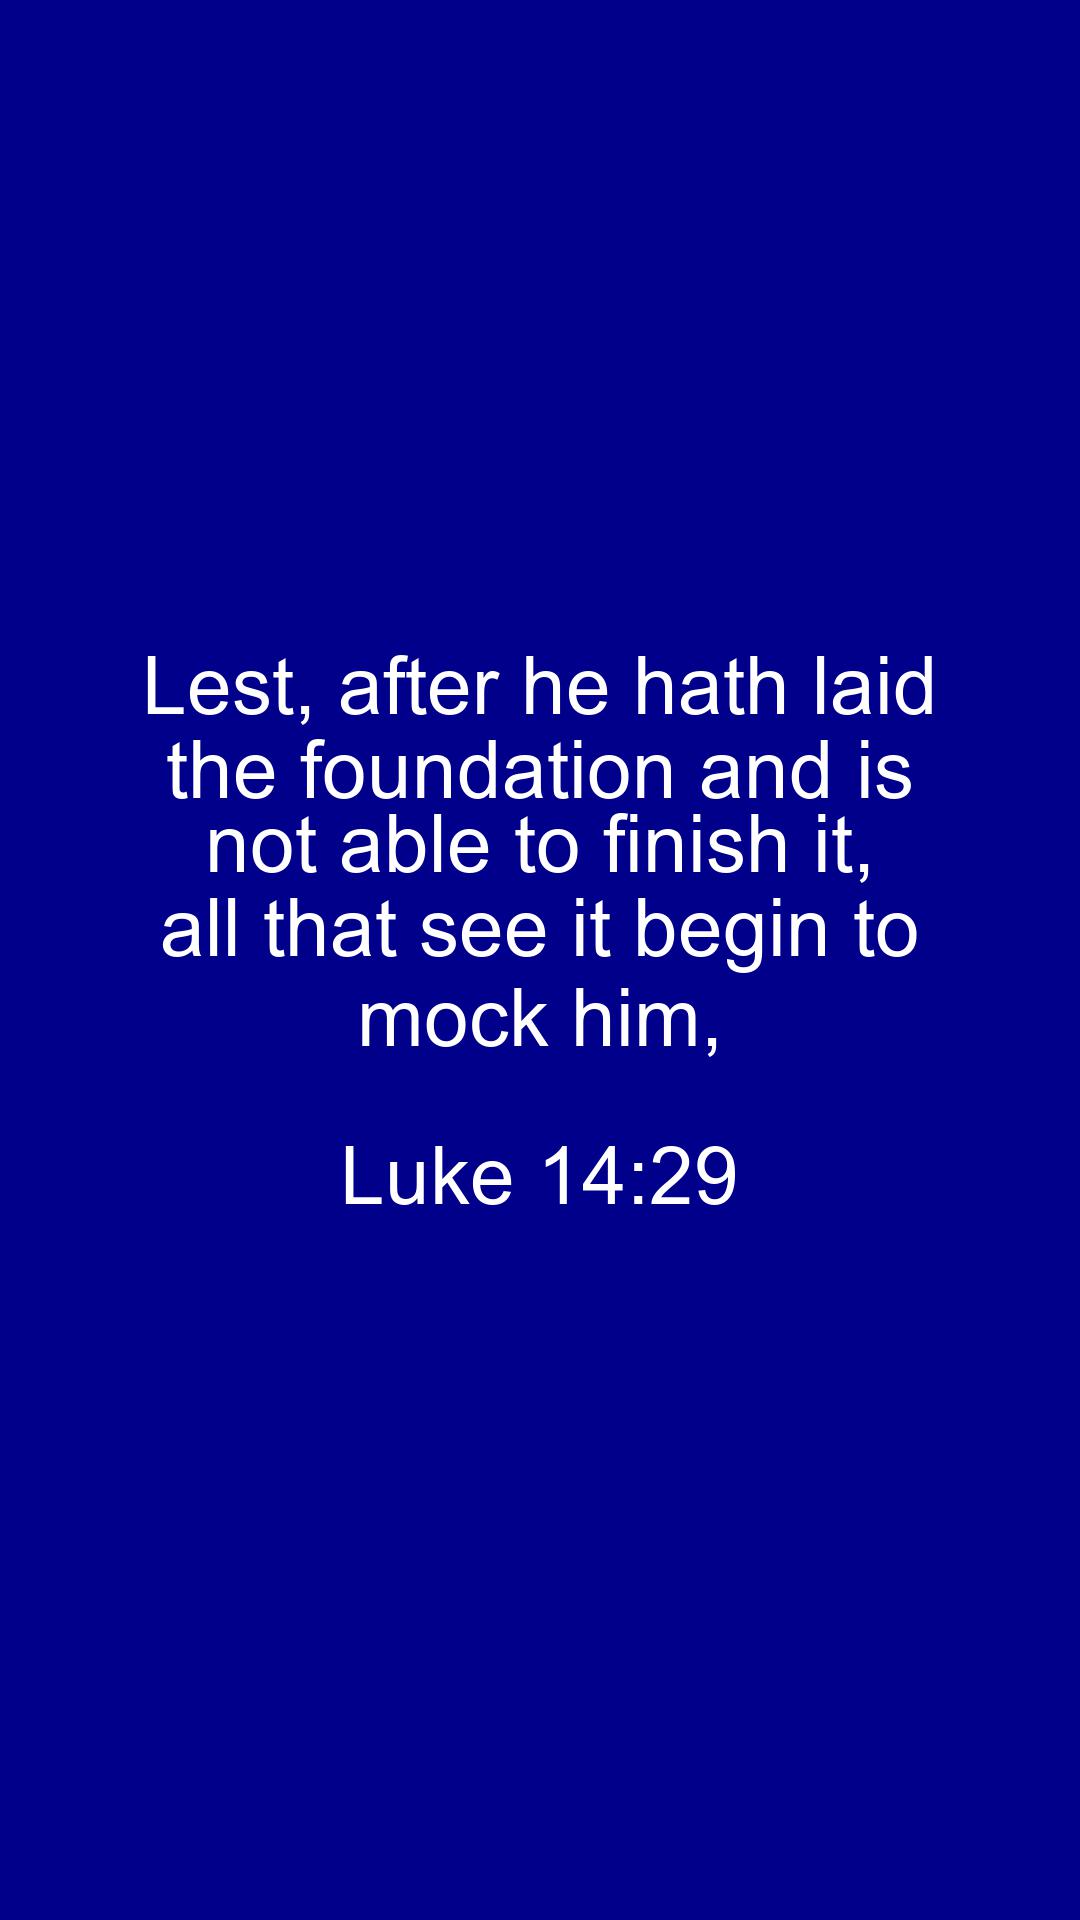 Lest, after he hath laid
the foundation and is
not able to finish it,
all that see it begin to
mock him,
Luke 14:29